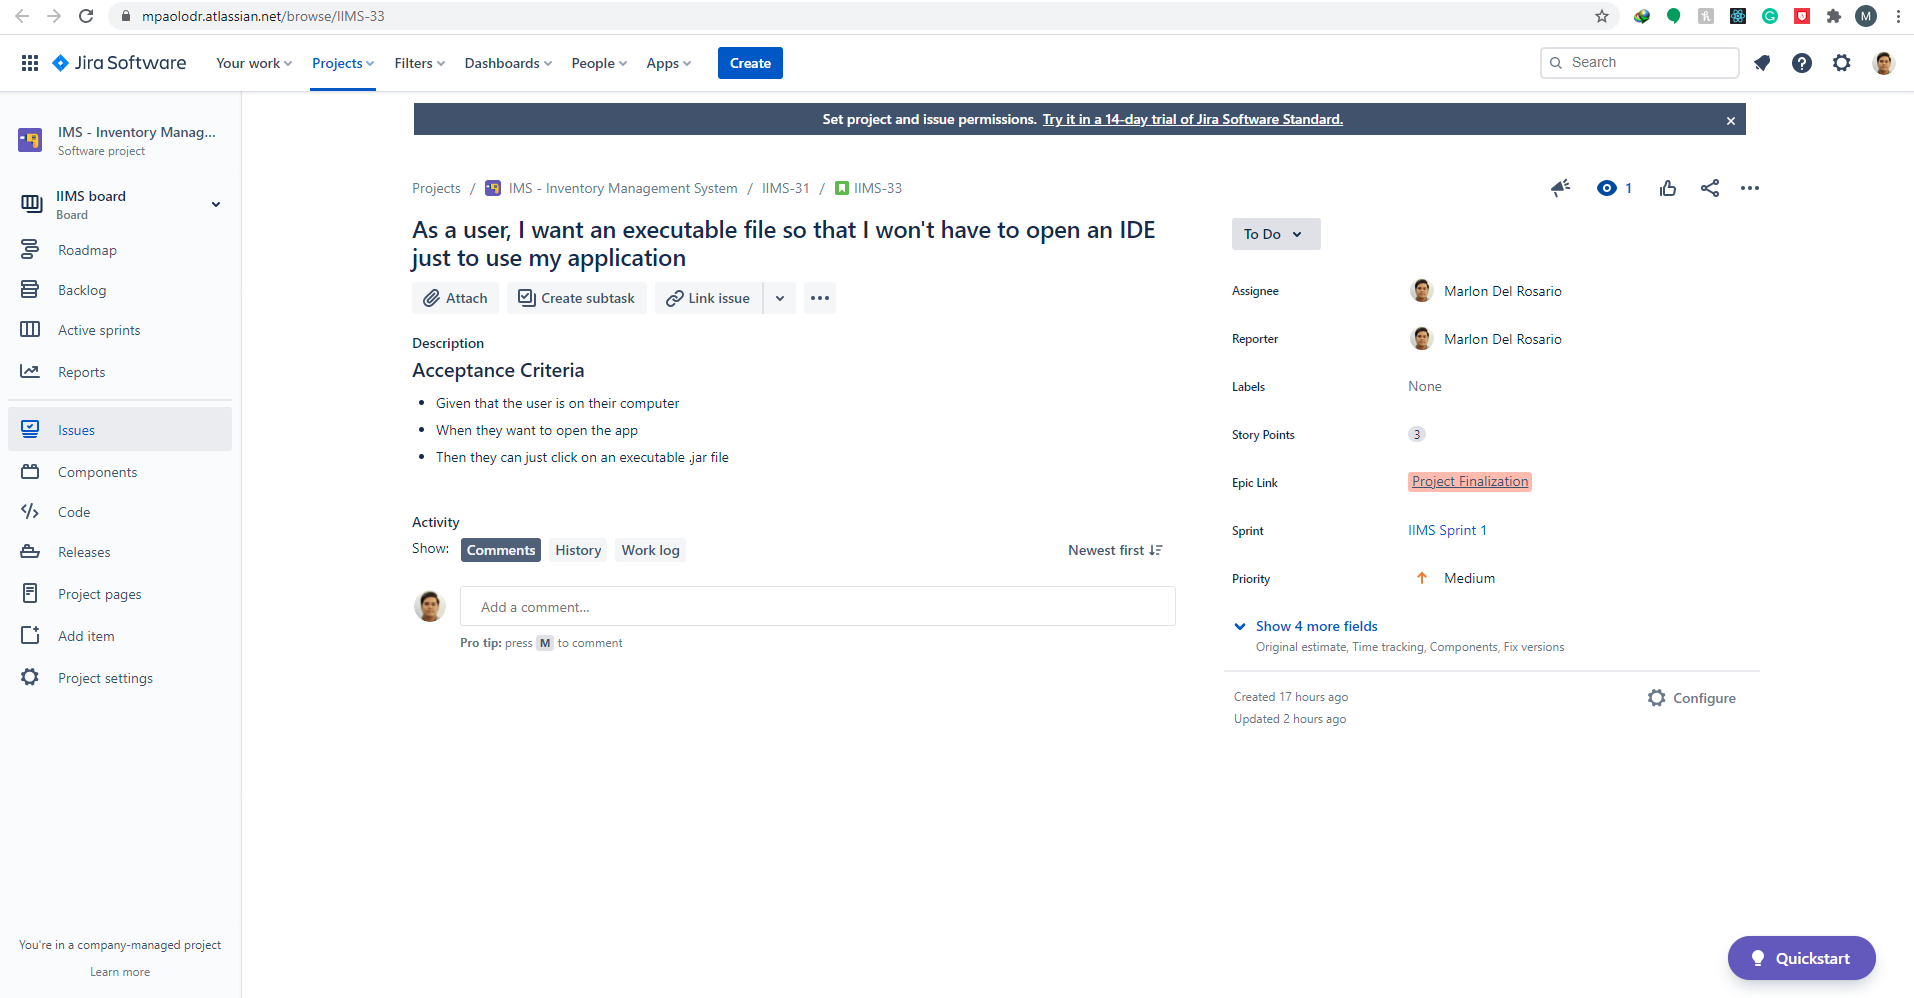 mpaolodr.atlassian.net/browse/IIMS-33
M
Jira Software
Your work
Projects
Filters
Dashboards
People
Apps
Create
Search
IMS - Inventory Manag...
Software project
IIMS board
Board
Roadmap
Backlog
Active sprints
Reports
Issues
Components
Code
Releases
Project pages
Add item
Project settings
You're in a company-managed project
Learn more
Set project and issue permissions. Try it in a 14-day trial of Jira Software Standard.
Projects / IMS - Inventory Management System / IIMS-31 / IIMS-33
1
As a user, I want an executable file so that I won't have to open an IDE
just to use my application
Attach
Create subtask
Link issue
Description
Acceptance Criteria
Given that the user is on their computer
When they want to open the app
Then they can just click on an executable .jar file
Activity
Show: Comments History Work log
Newest first
Add a comment...
Pro tip: press M to comment
To Do
Assignee
Marlon Del Rosario
Reporter
Marlon Del Rosario
Labels
None
Story Points
3
Epic Link
Project Finalization
Sprint
IIMS Sprint 1
Priority
Medium
Show 4 more fields
Original estimate, Time tracking, Components, Fix versions
Created 17 hours ago
Updated 2 hours ago
Configure
Quickstart